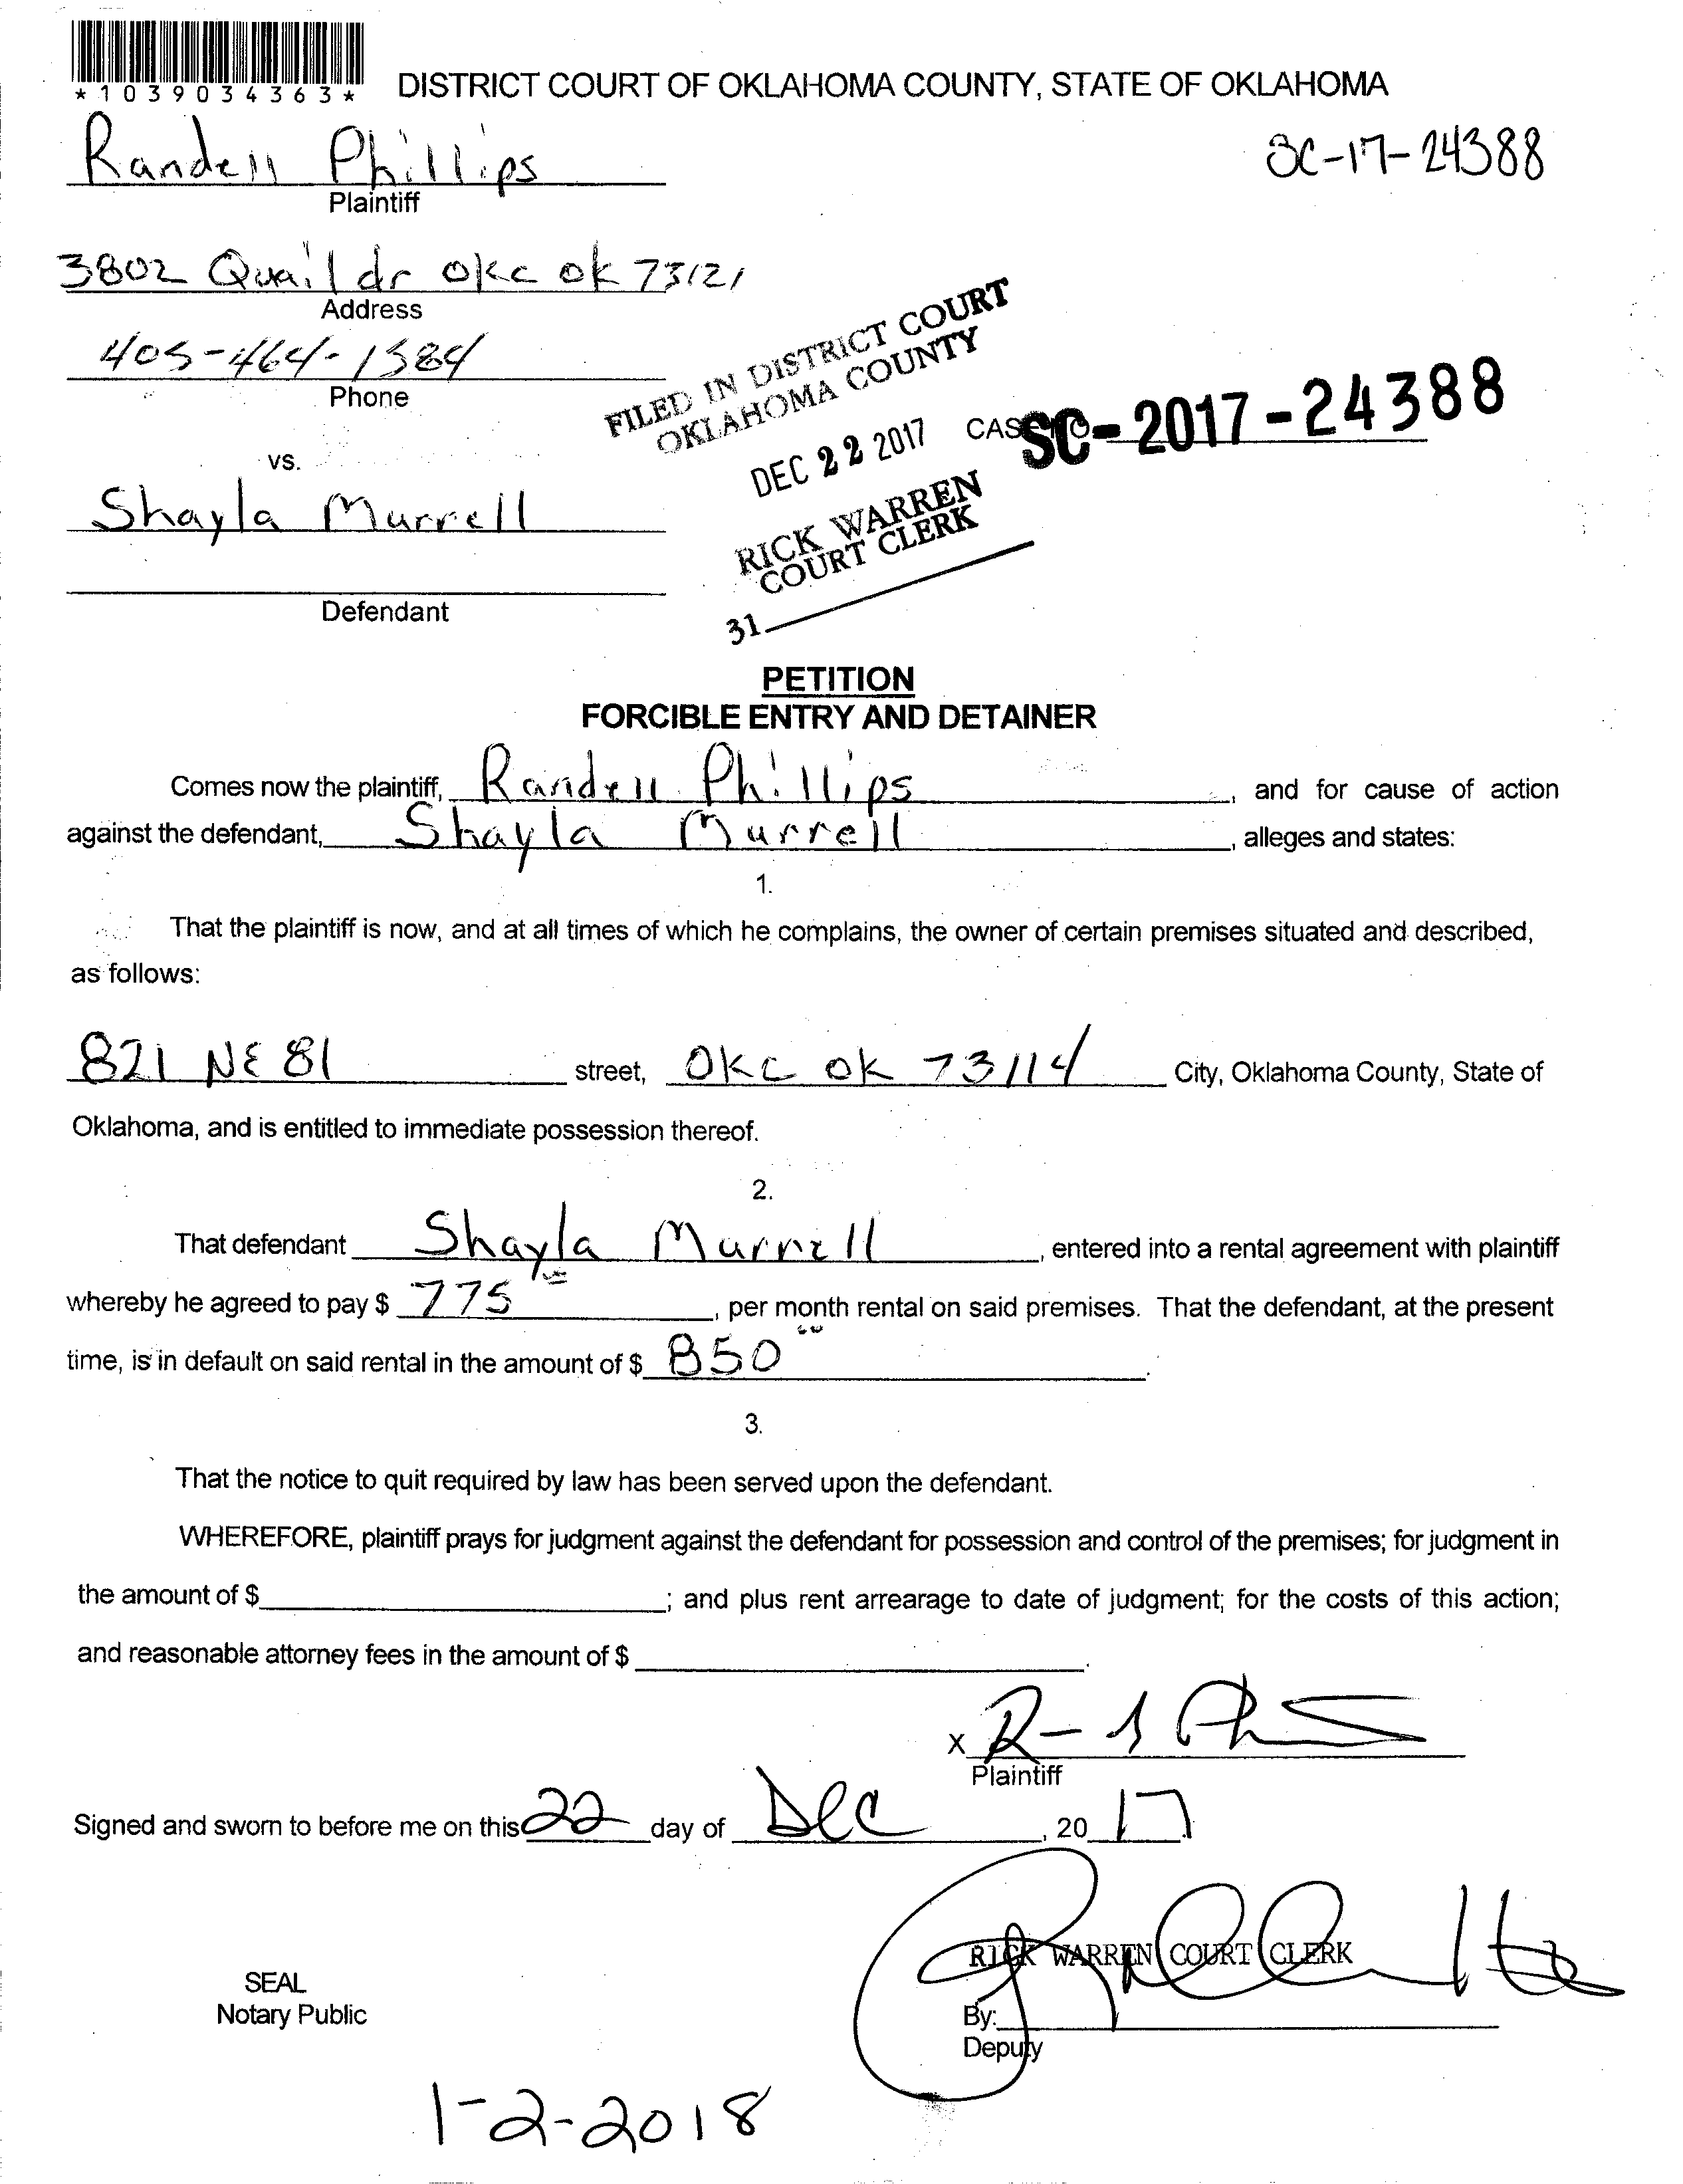 *1039034363*
DISTRICT COURT OF OKLAHOMA COUNTY, STATE OF OKLAHOMA
Randell Phillips
SC-17-24388
Plaintiff
3802 Quail dr okc ok 73121
Address
405-464-1584
Phone
FILED IN DISTRICT COURT
OKLAHOMA COUNTY
DEC 22 2017
CASE NO
SC-2017-24388
vs.
Shayla Murrell
RICK WARREN
COURT CLERK
Defendant
31
PETITION
FORCIBLE ENTRY AND DETAINER
Comes now the plaintiff, Randell Phillips, and for cause of action
against the defendant, Shayla Murrell, alleges and states:
1.
That the plaintiff is now, and at all times of which he complains, the owner of certain premises situated and described,
as follows:
821 NE 81 street, OKC OK 73114 City, Oklahoma County, State of
Oklahoma, and is entitled to immediate possession thereof.
2.
That defendant Shayla Murrell, entered into a rental agreement with plaintiff
whereby he agreed to pay $ 775 00, per month rental on said premises. That the defendant, at the present
time, is in default on said rental in the amount of $ 850 00.
3.
That the notice to quit required by law has been served upon the defendant.
WHEREFORE, plaintiff prays for judgment against the defendant for possession and control of the premises; for judgment in
the amount of $ ; and plus rent arrearage to date of judgment; for the costs of this action;
and reasonable attorney fees in the amount of $ .
X
Plaintiff
Signed and sworn to before me on this 22 day of Dec, 2017.
RICK WARREN COURT CLERK
SEAL
Notary Public
By:
Deputy
1-2-2018